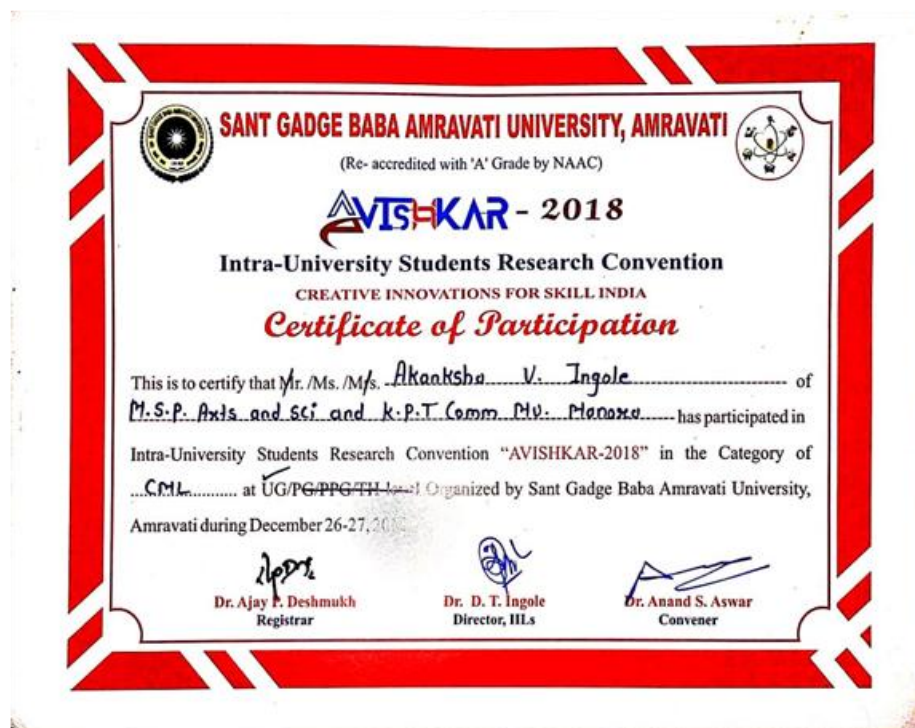 SANT GADGE BABA AMRAVATI UNIVERSITY, AMRAVATI
(Re- accredited with 'A' Grade by NAAC)
AVISHKAR - 2018
Intra-University Students Research Convention
CREATIVE INNOVATIONS FOR SKILL INDIA
Certificate of Participation
This is to certify that Mr. /Ms. /M/s. Akanksha V. Ingole of
M.S.P. Arts and Sci and K.P.T Comm Mv. Manora has participated in
Intra-University Students Research Convention “AVISHKAR-2018” in the Category of
CML at UG/PG/PPG/TH level Organized by Sant Gadge Baba Amravati University,
Amravati during December 26-27,
Dr. Ajay P. Deshmukh Dr. D. T. Ingole Dr. Anand S. Aswar
Registrar Director, IILs Convener